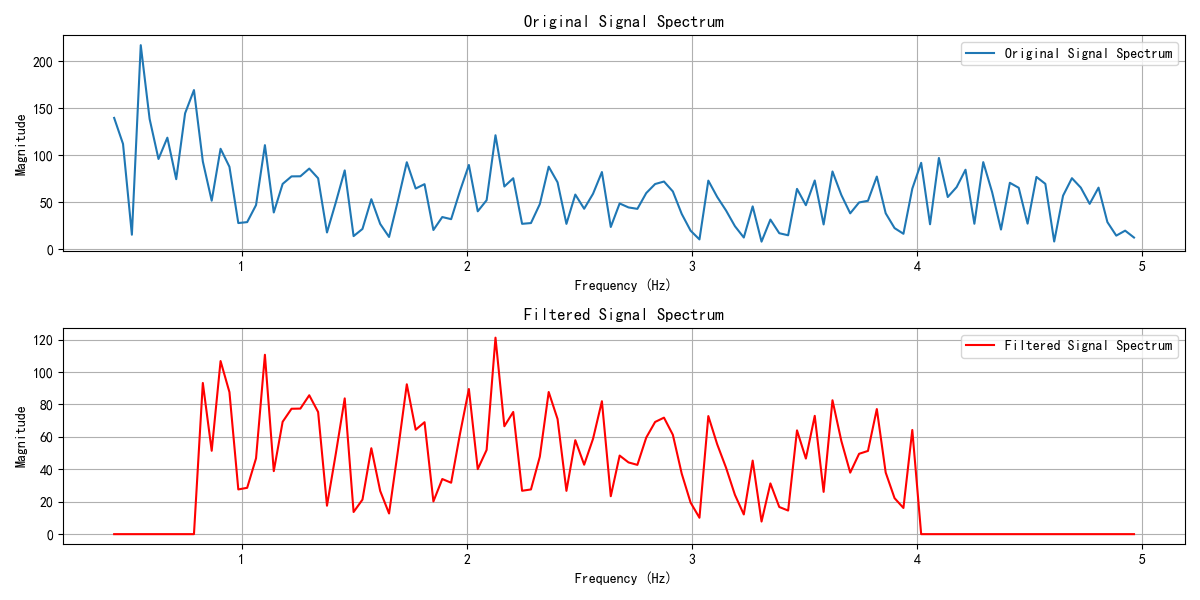 Original Signal Spectrum
Original Signal Spectrum
200
150
100
50
0
Magnitude
1 2 3 4 5
Frequency (Hz)
Filtered Signal Spectrum
Filtered Signal Spectrum
120
100
80
60
40
20
0
Magnitude
1 2 3 4 5
Frequency (Hz)